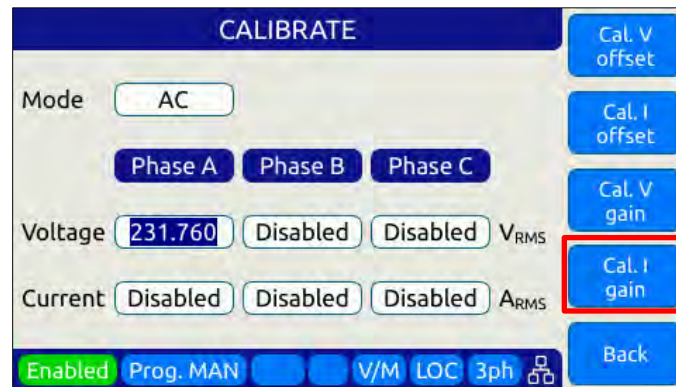 CALIBRATE
Cal. V
offset
Mode AC
Cal. I
offset
Phase A Phase B Phase C
Cal. V
gain
Voltage 231.760 Disabled Disabled VRMS
Cal. I
gain
Current Disabled Disabled Disabled ARMS
Back
Enabled Prog. MAN V/M LOC 3ph